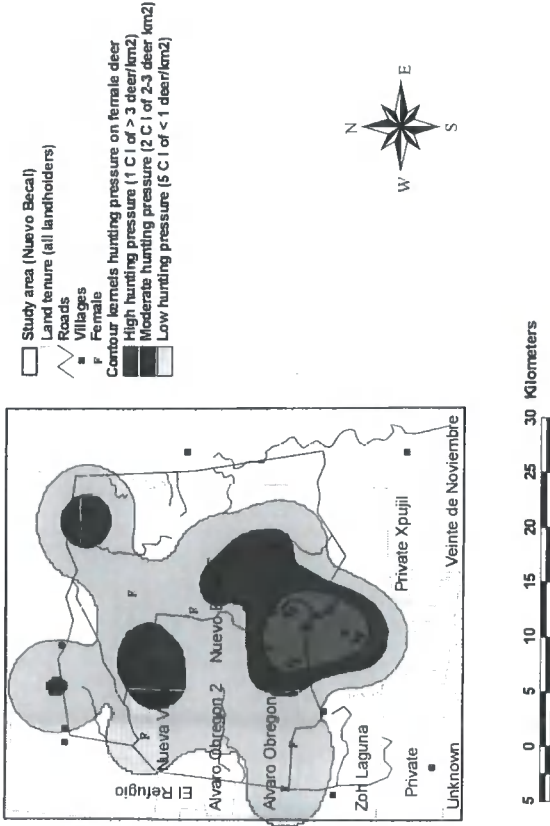 Study area (Nuevo Becal)
Land tenure (all landholders)
Roads
Villages
F Female
Contour kernels hunting pressure on female deer
High hunting pressure (1 C I of > 3 deer/km2)
Moderate hunting pressure (2 C I of 2-3 deer km2)
Low hunting pressure (5 C I of < 1 deer/km2)
N
W
E
S
F
F
F
F
El Refugio
Nueva V
Alvaro Obregon 2
Nuevo
Alvaro Obregon
Zoh Laguna
Private
Unknown
Private Xpujil
Veinte de Noviembre
5 0 5 10 15 20 25 30 Kilometers